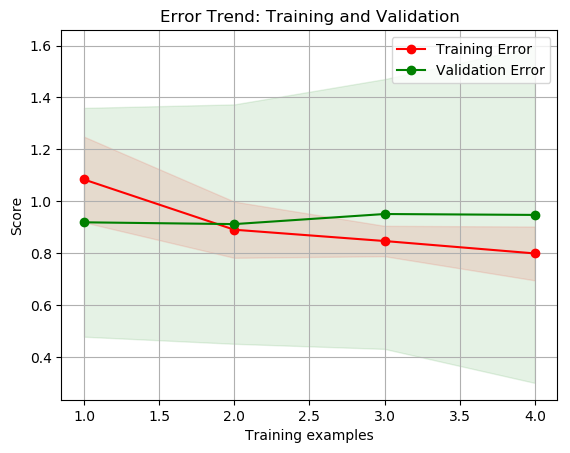 Error Trend: Training and Validation
Training Error
Validation Error
1.6
1.4
1.2
1.0
0.8
0.6
0.4
Score
1.0
1.5
2.0
2.5
3.0
3.5
4.0
Training examples